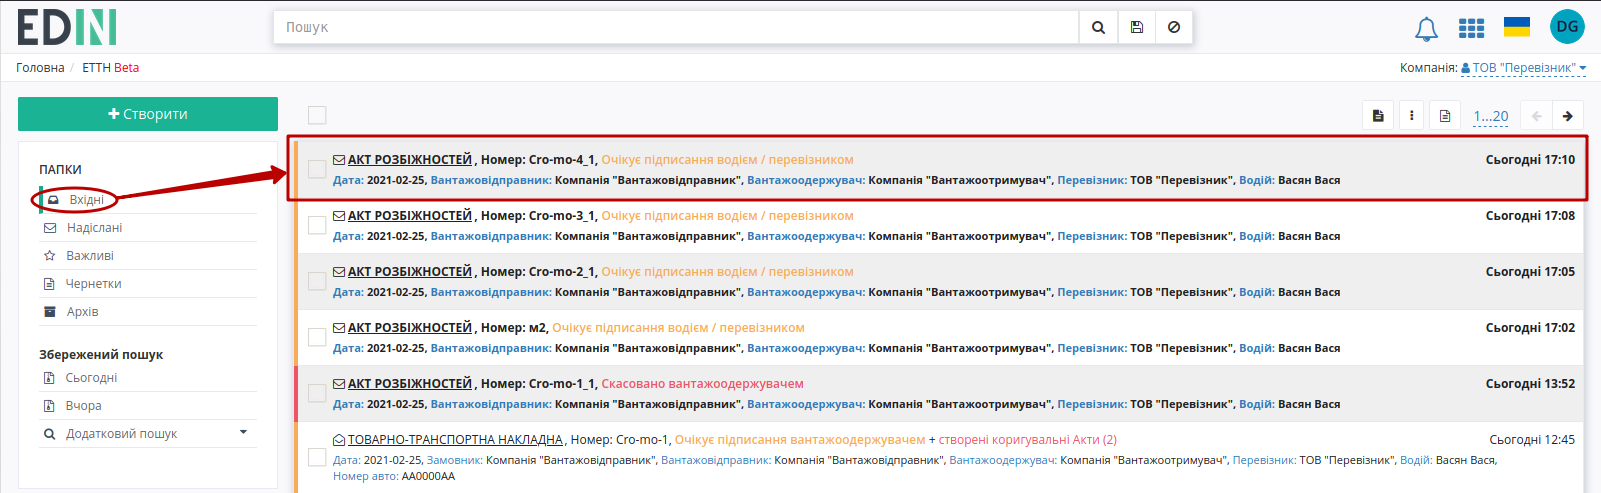 EDIN
Пошук
DG
Головна / ЕТТН Beta
Компанія: ТОВ "Перевізник"
Створити
1...20
ПАПКИ
Вхідні
Надіслані
Важливі
Чернетки
Архів
Збережений пошук
Сьогодні
Вчора
Додатковий пошук
АКТ РОЗБІЖНОСТЕЙ , Номер: Cro-mo-4_1, Очікує підписання водієм / перевізником Сьогодні 17:10
Дата: 2021-02-25, Вантажовідправник: Компанія "Вантажовідправник", Вантажоодержувач: Компанія "Вантажоотримувач", Перевізник: ТОВ "Перевізник", Водій: Васян Вася
АКТ РОЗБІЖНОСТЕЙ , Номер: Cro-mo-3_1, Очікує підписання водієм / перевізником Сьогодні 17:08
Дата: 2021-02-25, Вантажовідправник: Компанія "Вантажовідправник", Вантажоодержувач: Компанія "Вантажоотримувач", Перевізник: ТОВ "Перевізник", Водій: Васян Вася
АКТ РОЗБІЖНОСТЕЙ , Номер: Cro-mo-2_1, Очікує підписання водієм / перевізником Сьогодні 17:05
Дата: 2021-02-25, Вантажовідправник: Компанія "Вантажовідправник", Вантажоодержувач: Компанія "Вантажоотримувач", Перевізник: ТОВ "Перевізник", Водій: Васян Вася
АКТ РОЗБІЖНОСТЕЙ , Номер: м2, Очікує підписання водієм / перевізником Сьогодні 17:02
Дата: 2021-02-25, Вантажовідправник: Компанія "Вантажовідправник", Вантажоодержувач: Компанія "Вантажоотримувач", Перевізник: ТОВ "Перевізник", Водій: Васян Вася
АКТ РОЗБІЖНОСТЕЙ , Номер: Cro-mo-1_1, Скасовано вантажоодержувачем Сьогодні 13:52
Дата: 2021-02-25, Вантажовідправник: Компанія "Вантажовідправник", Вантажоодержувач: Компанія "Вантажоотримувач", Перевізник: ТОВ "Перевізник", Водій: Васян Вася
ТОВАРНО-ТРАНСПОРТНА НАКЛАДНА , Номер: Cro-mo-1, Очікує підписання вантажоодержувачем + створені коригувальні Акти (2) Сьогодні 12:45
Дата: 2021-02-25, Замовник: Компанія "Вантажовідправник", Вантажовідправник: Компанія "Вантажовідправник", Вантажоодержувач: Компанія "Вантажоотримувач", Перевізник: ТОВ "Перевізник", Водій: Васян Вася,
Номер авто: АА0000АА